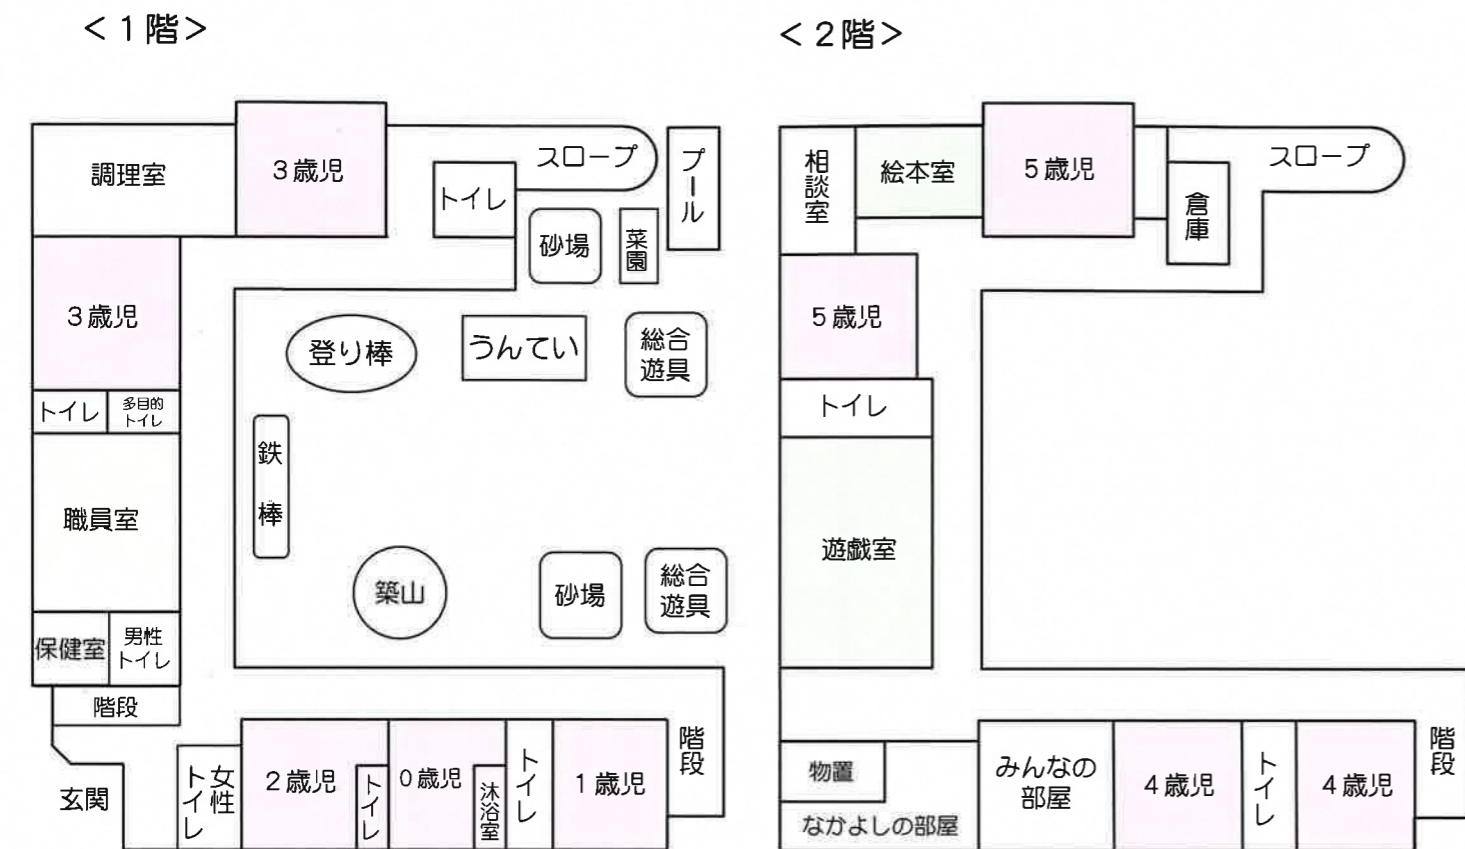 ＜１階＞
調理室
３歳児
スロープ
プール
トイレ
砂場
菜園
３歳児
登り棒
うんてい
総合
遊具
トイレ
多目的
トイレ
鉄棒
職員室
築山
砂場
総合
遊具
保健室
男性
トイレ
階段
玄関
女性
トイレ
２歳児
トイレ
０歳児
沐浴室
トイレ
１歳児
階段
＜２階＞
相談室
絵本室
５歳児
スロープ
倉庫
５歳児
トイレ
遊戯室
物置
なかよしの部屋
みんなの
部屋
４歳児
トイレ
４歳児
階段